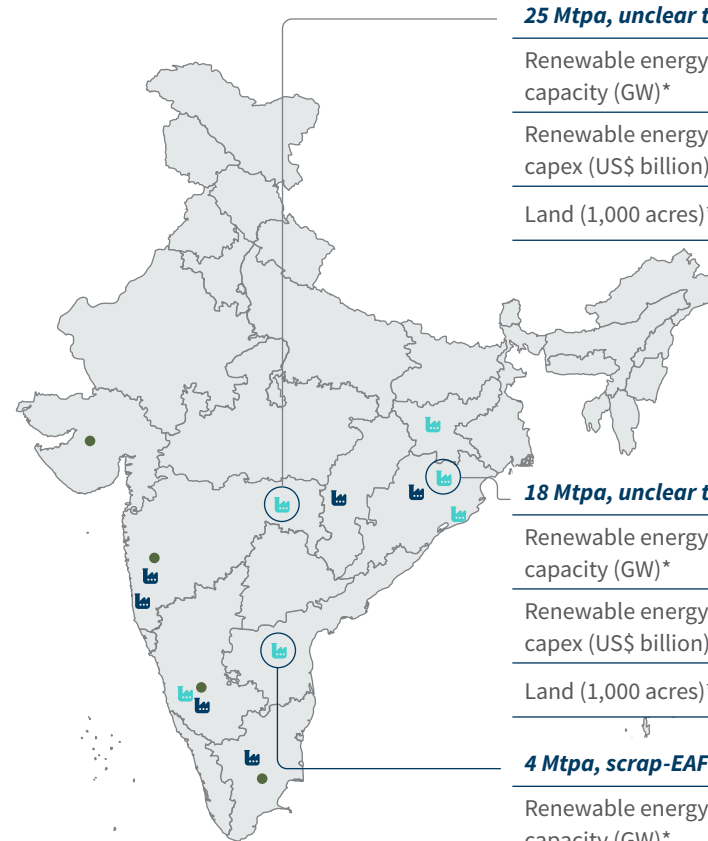 25 Mtpa, unclear
Renewable energy
capacity (GW)*
Renewable energy
capex (US$ billion)
Land (1,000 acres)
18 Mtpa, unclear
Renewable energy
capacity (GW)*
Renewable energy
capex (US$ billion)
Land (1,000 acres)
4 Mtpa, scrap-EAF
Renewable energy
capacity (GW)*